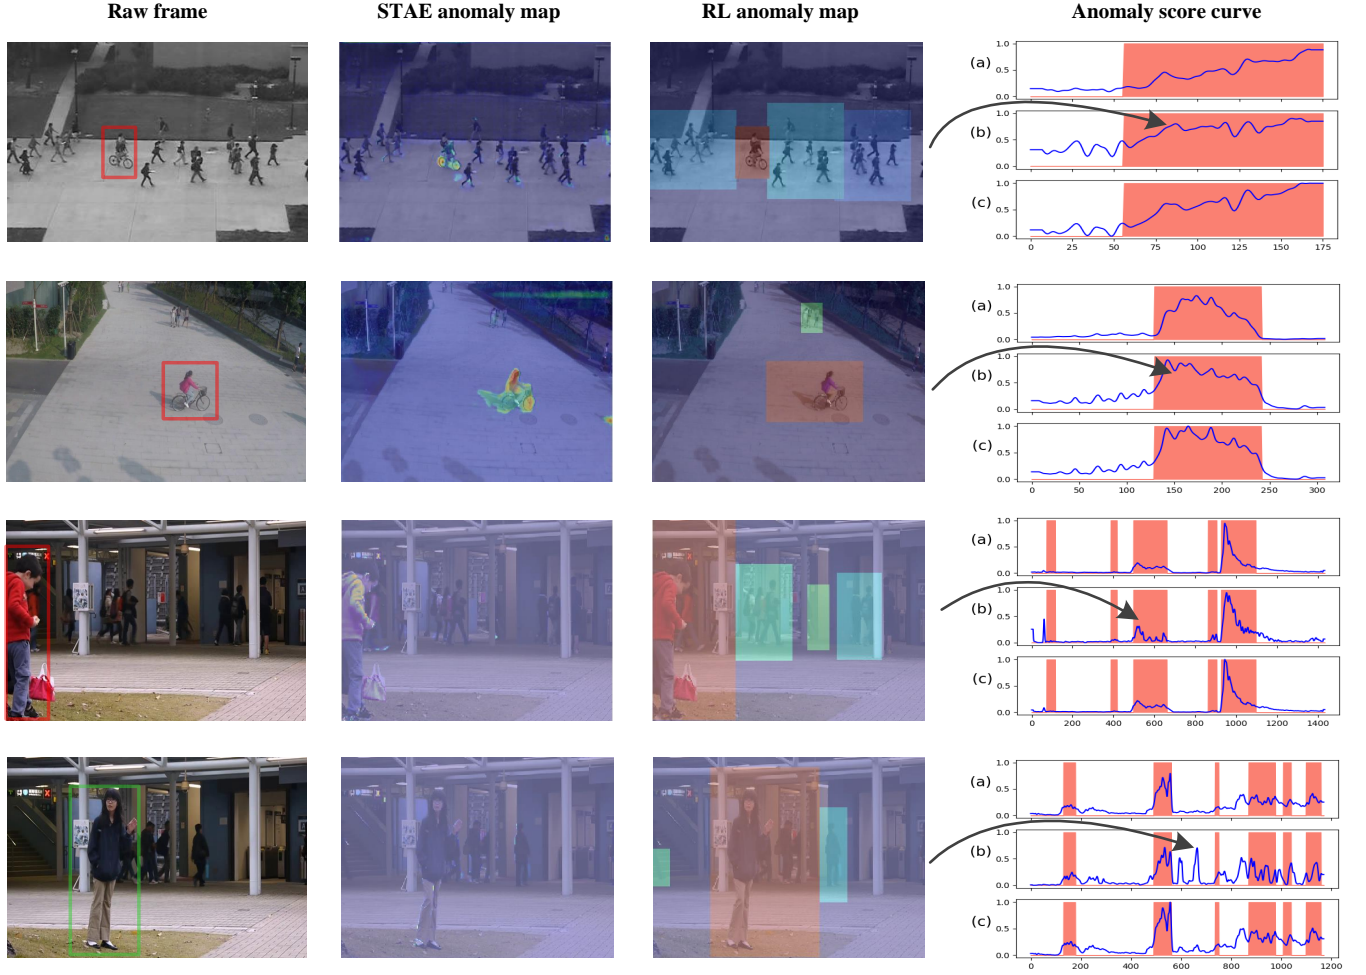 Raw frame STAE anomaly map RL anomaly map Anomaly score curve
(a) 1.0 0.5 0.0
(b) 1.0 0.5 0.0
(c) 1.0 0.5 0.0
0 25 50 75 100 125 150 175
(a) 1.0 0.5 0.0
(b) 1.0 0.5 0.0
(c) 1.0 0.5 0.0
0 50 100 150 200 250 300
(a) 1.0 0.5 0.0
(b) 1.0 0.5 0.0
(c) 1.0 0.5 0.0
0 200 400 600 800 1000 1200 1400
(a) 1.0 0.5 0.0
(b) 1.0 0.5 0.0
(c) 1.0 0.5 0.0
0 200 400 600 800 1000 1200